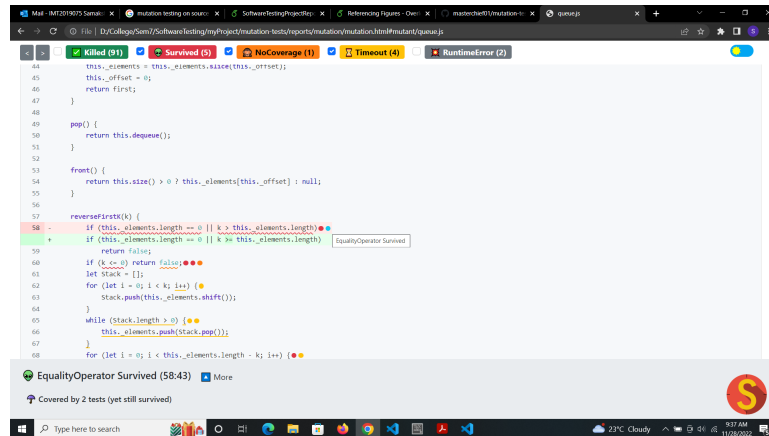 Mail - IMT2019075 Samaks
mutation testing on source
SoftwareTestingProjectRep
Referencing Figures - Over
masterchief01/mutation-te
queue.js
File | D:/College/Sem7/SoftwareTesting/myProject/mutation-tests/reports/mutation/mutation.html#mutant/queue.js
< > Killed (91) Survived (5) NoCoverage (1) Timeout (4) RuntimeError (2)
44 this._elements = this._elements.slice(this._offset);
45 this._offset = 0;
46 return first;
47 }
48
49 pop() {
50 return this.dequeue();
51 }
52
53 front() {
54 return this.size() > 0 ? this._elements[this._offset] : null;
55 }
56
57 reverseFirstK(k) {
58 - if (this._elements.length == 0 || k > this._elements.length)
+ if (this._elements.length == 0 || k >= this._elements.length)
EqualityOperator Survived
59 return false;
60 if (k <= 0) return false;
61 let Stack = [];
62 for (let i = 0; i < k; i++) {
63 Stack.push(this._elements.shift());
64 }
65 while (Stack.length > 0) {
66 this._elements.push(Stack.pop());
67 }
68 for (let i = 0; i < this._elements.length - k; i++) {
EqualityOperator Survived (58:43) More
Covered by 2 tests (yet still survived)
Type here to search
23°C Cloudy
9:37 AM
11/28/2022